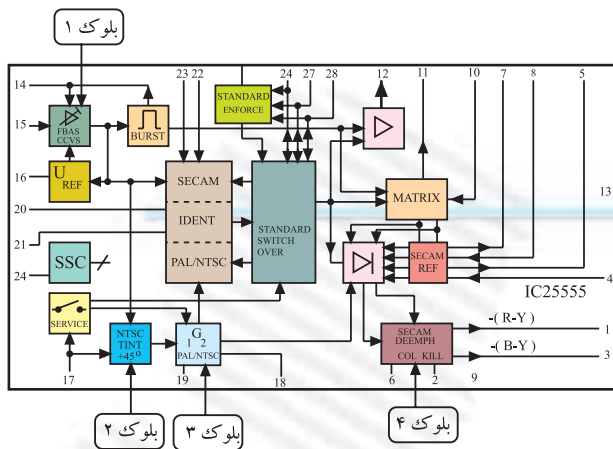 بلوک ۱
14
23 22
24
27
28
12
11
10
7
8
5
STANDARD
ENFORCE
15
FBAS
CCVS
BURST
16
U REF
SECAM
MATRIX
13
20
IDENT
STANDARD
SWITCH
OVER
21
SECAM
REF
24
SSC
PAL/NTSC
4
IC25555
SERVICE
NTSC
TINT
+45°
G
1 2
PAL/NTSC
SECAM
DEEMPH
COL KILL
-( R-Y )
1
-( B-Y )
3
17
19
18
6
2
9
بلوک ۲
بلوک ۳
بلوک ۴